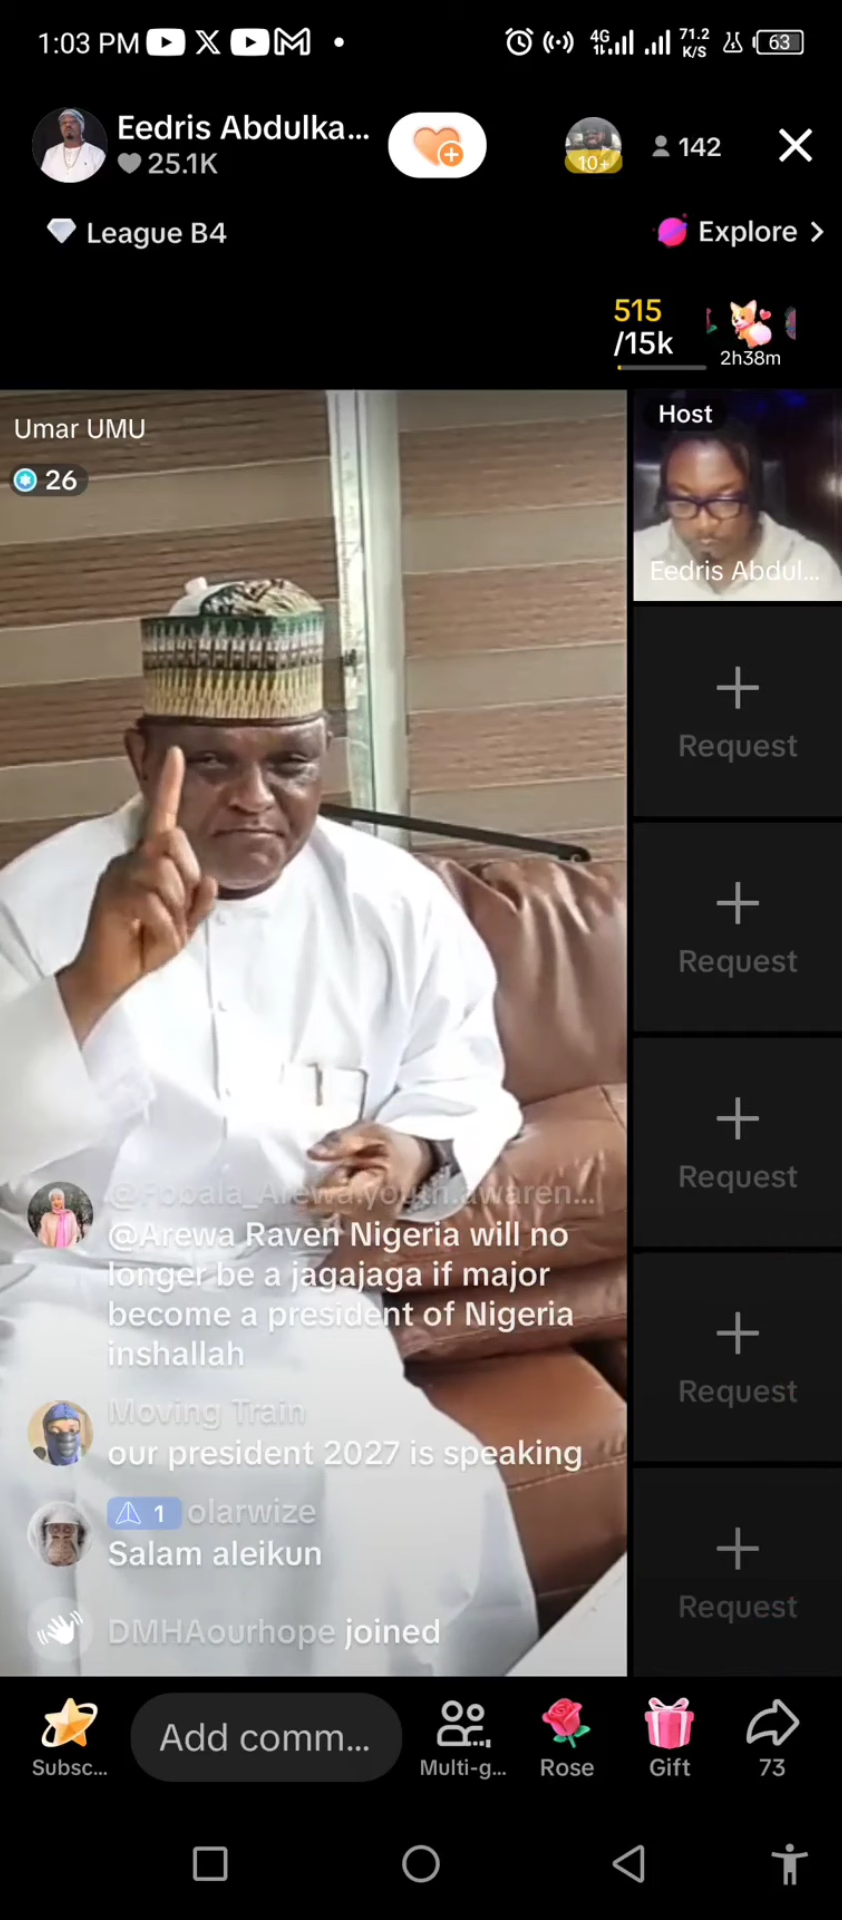 1:03 PM
4G
71.2
K/S
63
Eedris Abdulka...
25.1K
10+
142
League B4
Explore >
515
/15k
2h38m
Umar UMU
26
Host
Eedris Abdul...
Request
Request
Request
Request
Request
@Fobala_Arewa.youth.awaren...
@Arewa Raven Nigeria will no
longer be a jagajaga if major
become a president of Nigeria
inshallah
Moving Train
our president 2027 is speaking
1 olarwize
Salam aleikun
DMHAourhope joined
Subsc...
Add comm...
Multi-g...
Rose
Gift
73